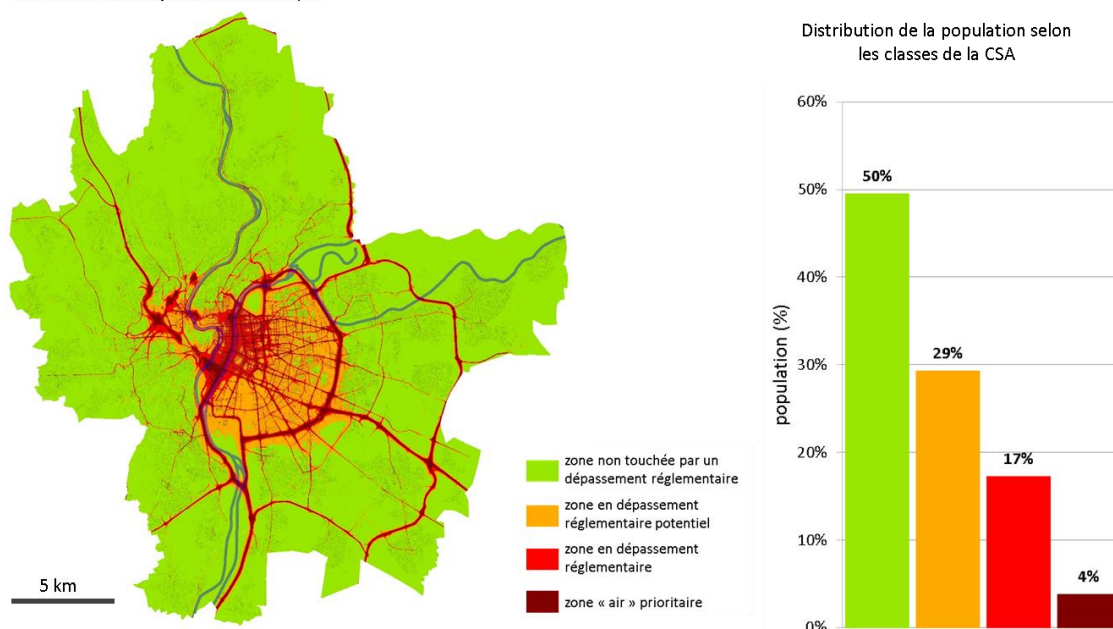 5 km
zone non touchée par un
dépassement réglementaire
zone en dépassement
réglementaire potentiel
zone en dépassement
réglementaire
zone « air » prioritaire
Distribution de la population selon
les classes de la CSA
population (%)
60%
50%
40%
30%
20%
10%
0%
50%
29%
17%
4%